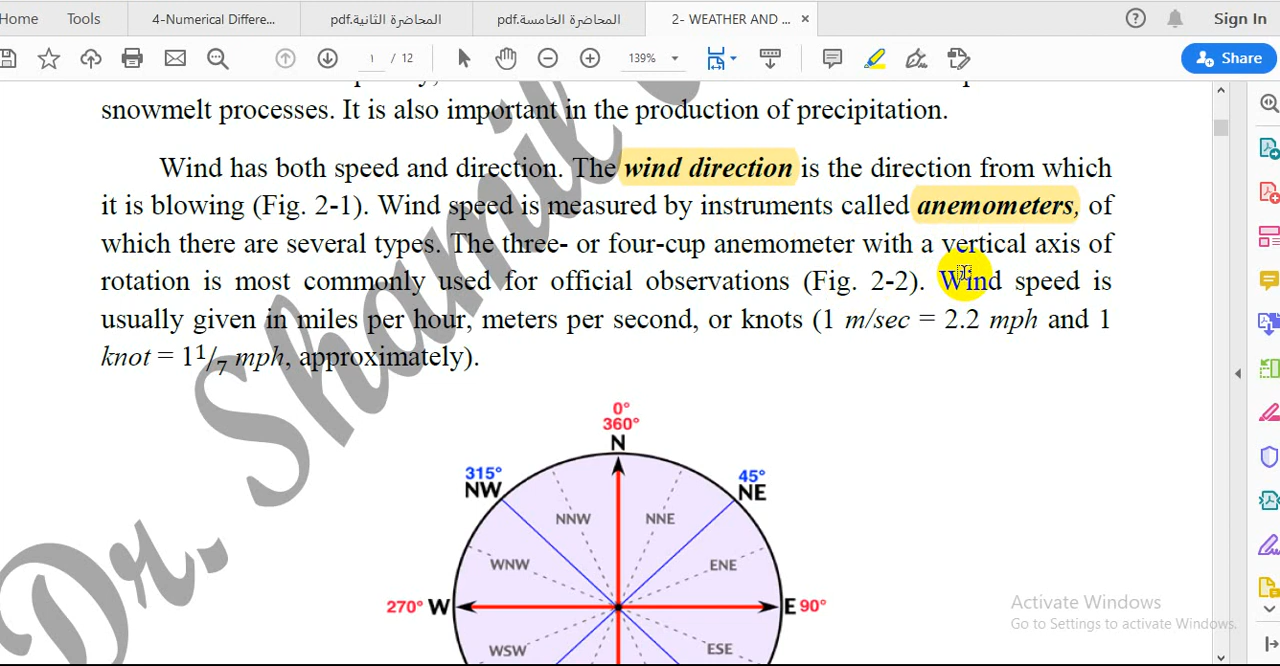 Home Tools 4-Numerical Differe... المحاضرة الثانية.pdf المحاضرة الخامسة.pdf 2- WEATHER AND ... × Sign In
1 / 12 139% Share
snowmelt processes. It is also important in the production of precipitation.
Wind has both speed and direction. The wind direction is the direction from which
it is blowing (Fig. 2-1). Wind speed is measured by instruments called anemometers, of
which there are several types. The three- or four-cup anemometer with a vertical axis of
rotation is most commonly used for official observations (Fig. 2-2). Wind speed is
usually given in miles per hour, meters per second, or knots (1 m/sec = 2.2 mph and 1
knot = 1 1/7 mph, approximately).
Dr. Shamil
0°
360°
N
315° 45°
NW NE
NNW NNE
WNW ENE
270° W E 90°
WSW ESE
Activate Windows
Go to Settings to activate Windows.